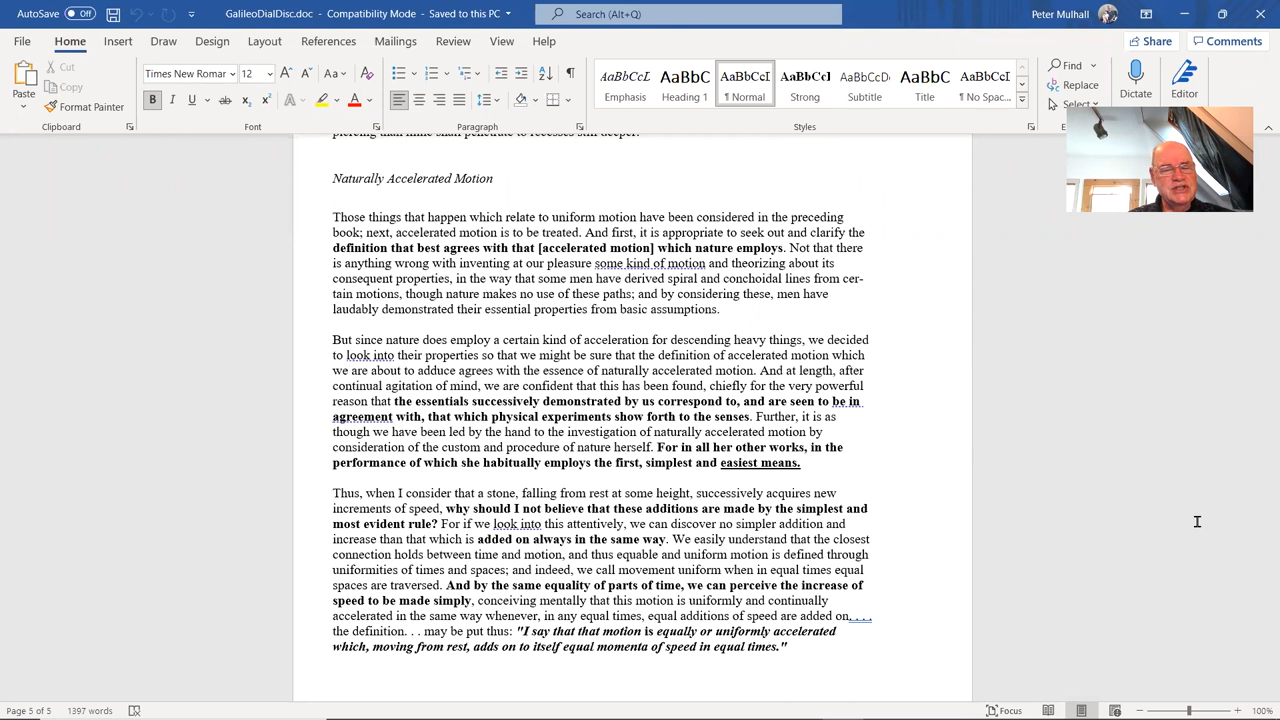 AutoSave Off GalileoDialDisc.doc - Compatibility Mode - Saved to this PC Search (Alt+Q) Peter Mulhall
File Home Insert Draw Design Layout References Mailings Review View Help Share Comments
Paste Cut Copy Format Painter
Times New Roman 12
AaBbCcL AaBbC AaBbCcI AaBbCcI AaBbCcD AaBbC AaBbCcI
Emphasis Heading 1 ¶ Normal Strong Subtitle Title ¶ No Spac...
Find Replace Select
Dictate Editor
Clipboard Font Paragraph Styles
piercing than mine shall penetrate to recesses still deeper.
Naturally Accelerated Motion
Those things that happen which relate to uniform motion have been considered in the preceding
book; next, accelerated motion is to be treated. And first, it is appropriate to seek out and clarify the
definition that best agrees with that [accelerated motion] which nature employs. Not that there
is anything wrong with inventing at our pleasure some kind of motion and theorizing about its
consequent properties, in the way that some men have derived spiral and conchoidal lines from cer-
tain motions, though nature makes no use of these paths; and by considering these, men have
laudably demonstrated their essential properties from basic assumptions.
But since nature does employ a certain kind of acceleration for descending heavy things, we decided
to look into their properties so that we might be sure that the definition of accelerated motion which
we are about to adduce agrees with the essence of naturally accelerated motion. And at length, after
continual agitation of mind, we are confident that this has been found, chiefly for the very powerful
reason that the essentials successively demonstrated by us correspond to, and are seen to be in
agreement with, that which physical experiments show forth to the senses. Further, it is as
though we have been led by the hand to the investigation of naturally accelerated motion by
consideration of the custom and procedure of nature herself. For in all her other works, in the
performance of which she habitually employs the first, simplest and easiest means.
Thus, when I consider that a stone, falling from rest at some height, successively acquires new
increments of speed, why should I not believe that these additions are made by the simplest and
most evident rule? For if we look into this attentively, we can discover no simpler addition and
increase than that which is added on always in the same way. We easily understand that the closest
connection holds between time and motion, and thus equable and uniform motion is defined through
uniformities of times and spaces; and indeed, we call movement uniform when in equal times equal
spaces are traversed. And by the same equality of parts of time, we can perceive the increase of
speed to be made simply, conceiving mentally that this motion is uniformly and continually
accelerated in the same way whenever, in any equal times, equal additions of speed are added on. . . .
the definition. . . may be put thus: "I say that that motion is equally or uniformly accelerated
which, moving from rest, adds on to itself equal momenta of speed in equal times."
Page 5 of 5 1397 words Focus 100%